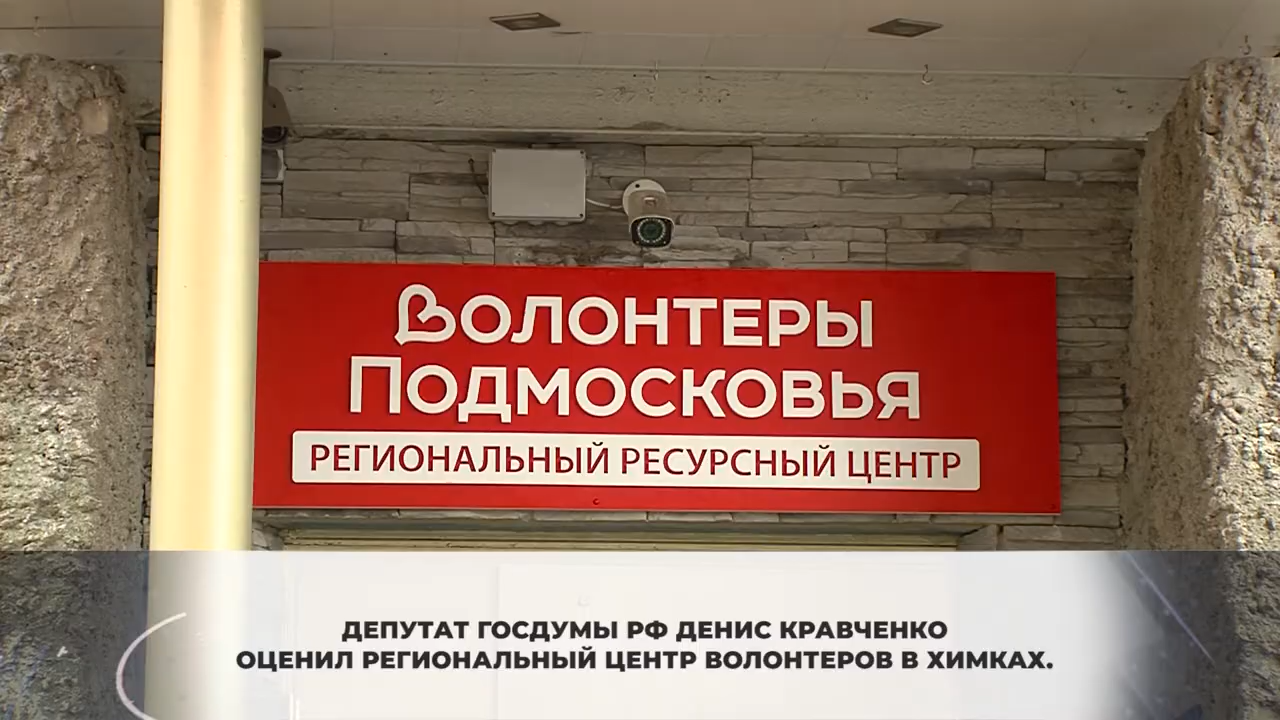 ВОЛОНТЕРЫ
ПОДМОСКОВЬЯ
РЕГИОНАЛЬНЫЙ РЕСУРСНЫЙ ЦЕНТР
ДЕПУТАТ ГОСДУМЫ РФ ДЕНИС КРАВЧЕНКО
ОЦЕНИЛ РЕГИОНАЛЬНЫЙ ЦЕНТР ВОЛОНТЕРОВ В ХИМКАХ.